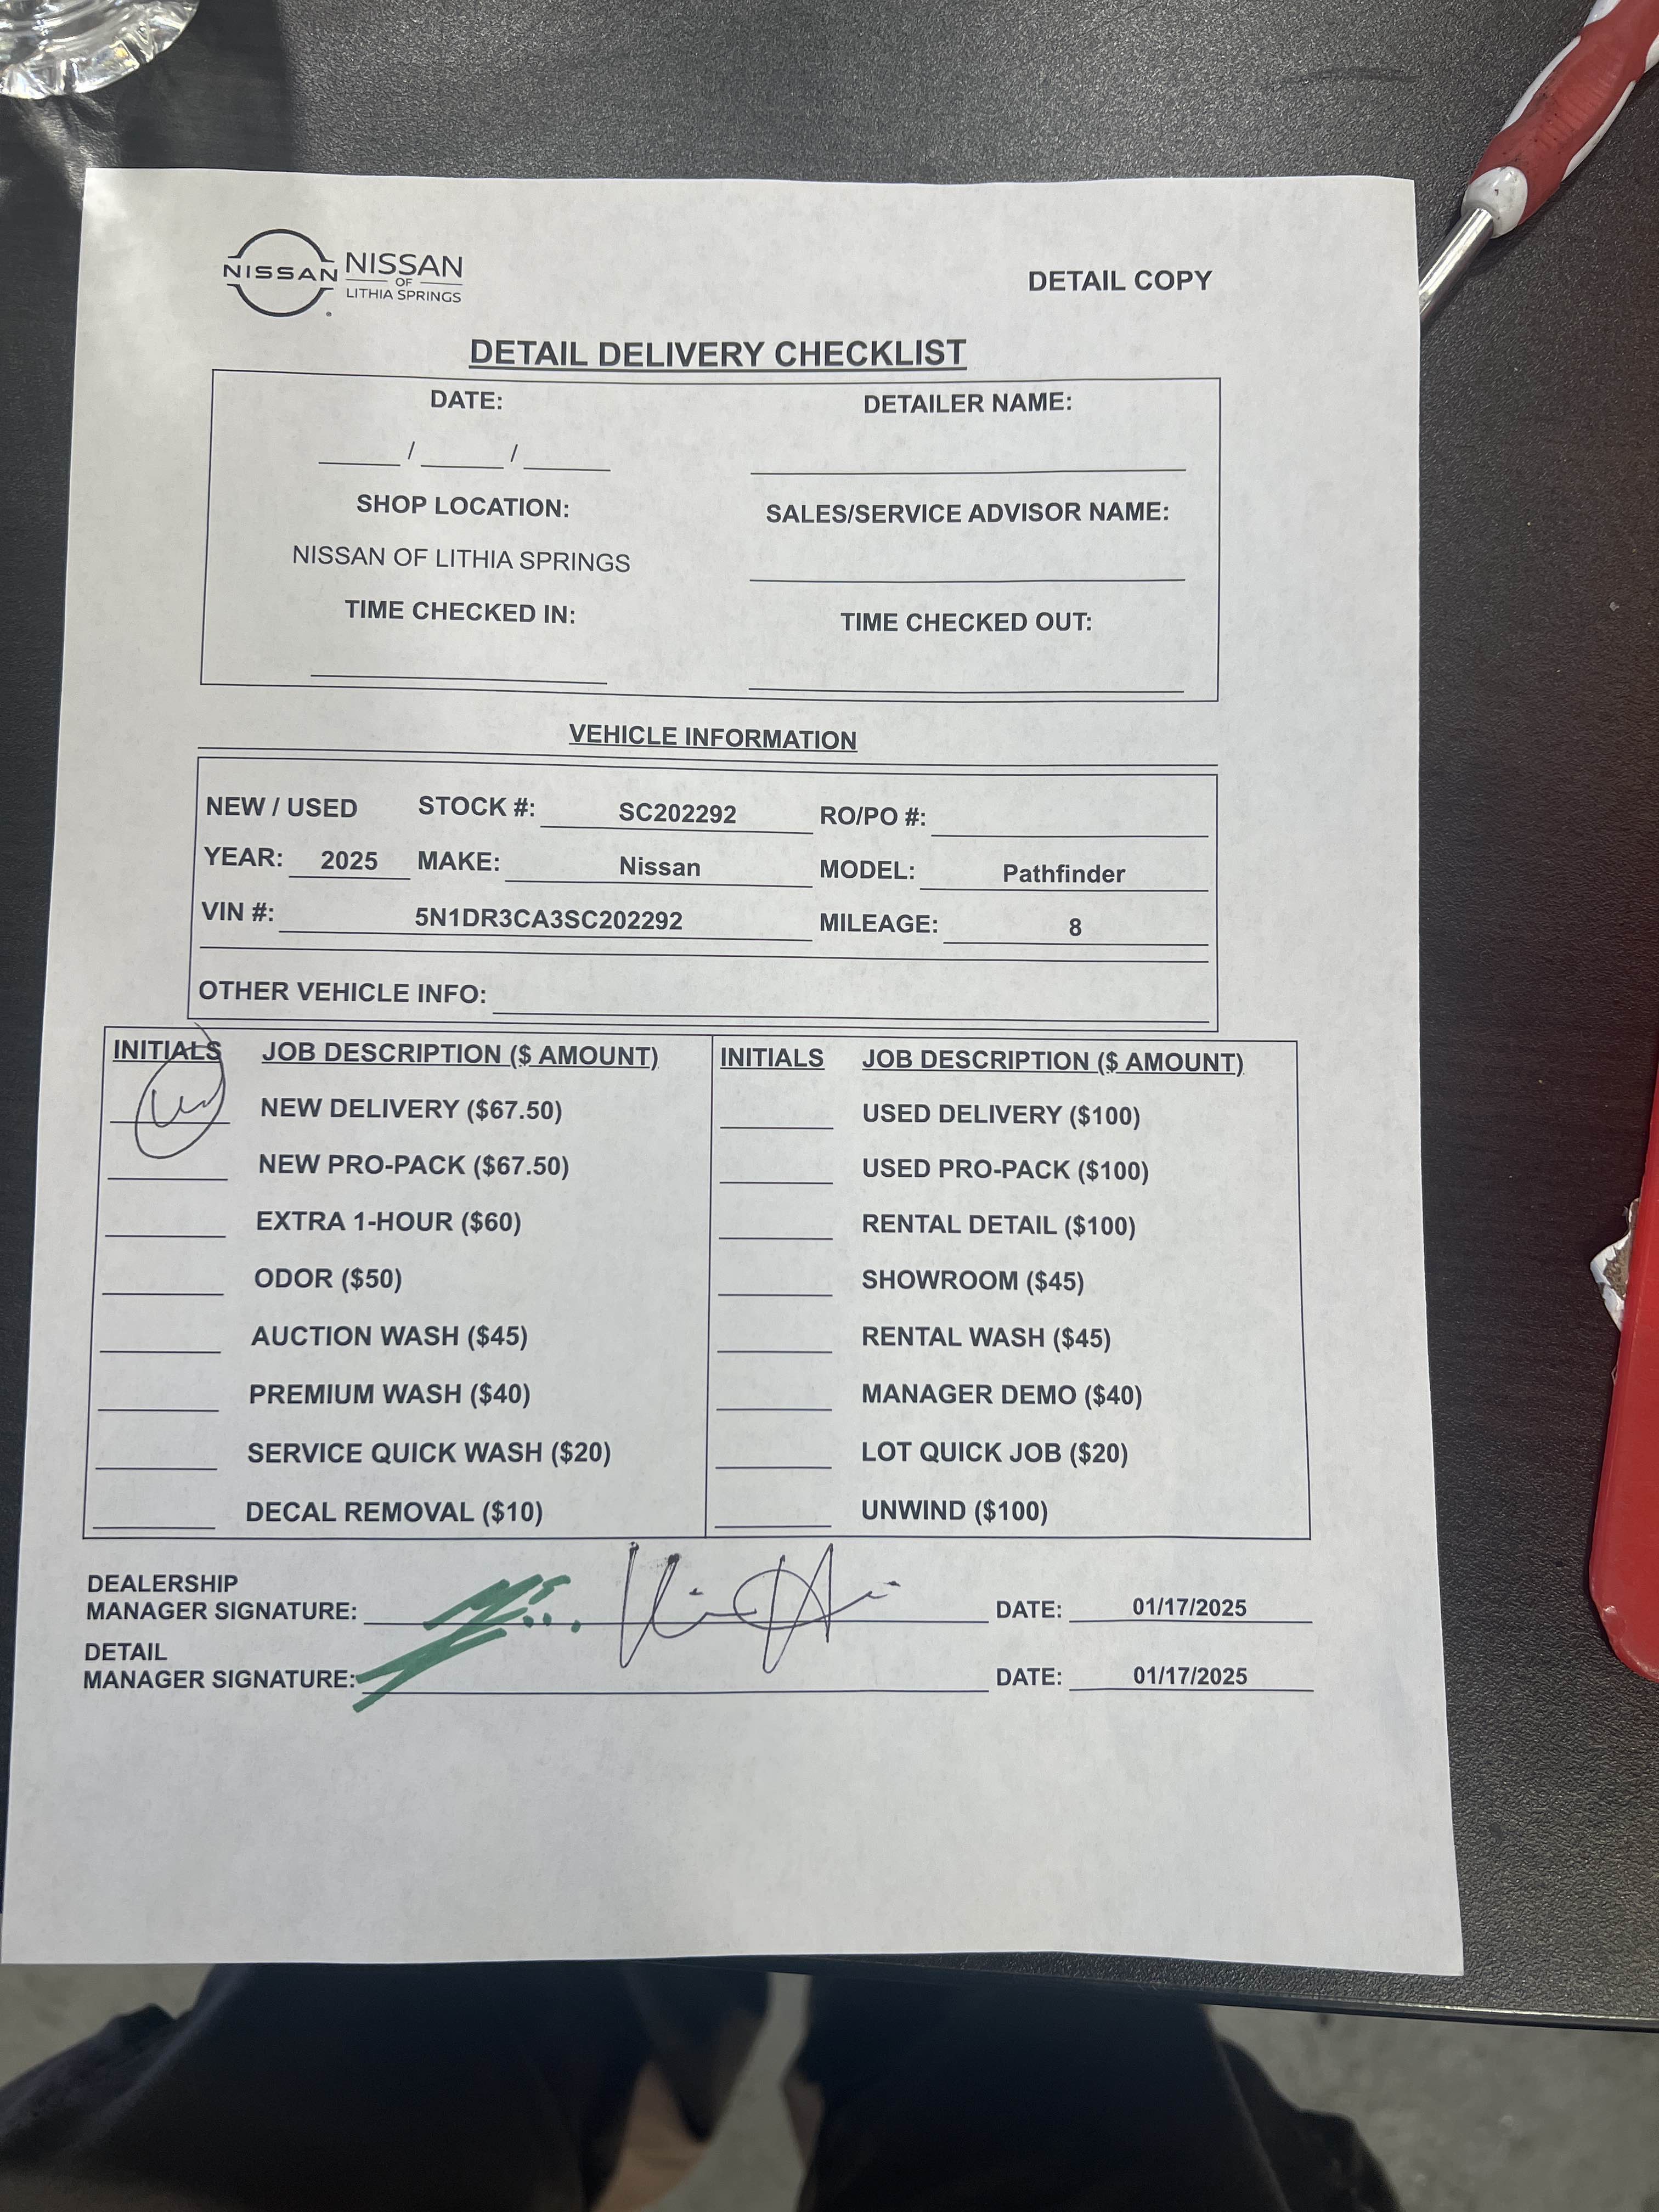 NISSAN NISSAN
OF
LITHIA SPRINGS
DETAIL COPY
DETAIL DELIVERY CHECKLIST
DATE: DETAILER NAME:
____ / ____ / ____ ____
SHOP LOCATION: SALES/SERVICE ADVISOR NAME:
NISSAN OF LITHIA SPRINGS
TIME CHECKED IN: TIME CHECKED OUT:
VEHICLE INFORMATION
NEW / USED STOCK #: SC202292 RO/PO #:
YEAR: 2025 MAKE: Nissan MODEL: Pathfinder
VIN #: 5N1DR3CA3SC202292 MILEAGE: 8
OTHER VEHICLE INFO:
INITIALS JOB DESCRIPTION ($ AMOUNT) INITIALS JOB DESCRIPTION ($ AMOUNT)
NEW DELIVERY ($67.50) USED DELIVERY ($100)
NEW PRO-PACK ($67.50) USED PRO-PACK ($100)
EXTRA 1-HOUR ($60) RENTAL DETAIL ($100)
ODOR ($50) SHOWROOM ($45)
AUCTION WASH ($45) RENTAL WASH ($45)
PREMIUM WASH ($40) MANAGER DEMO ($40)
SERVICE QUICK WASH ($20) LOT QUICK JOB ($20)
DECAL REMOVAL ($10) UNWIND ($100)
DEALERSHIP
MANAGER SIGNATURE: DATE: 01/17/2025
DETAIL
MANAGER SIGNATURE: DATE: 01/17/2025